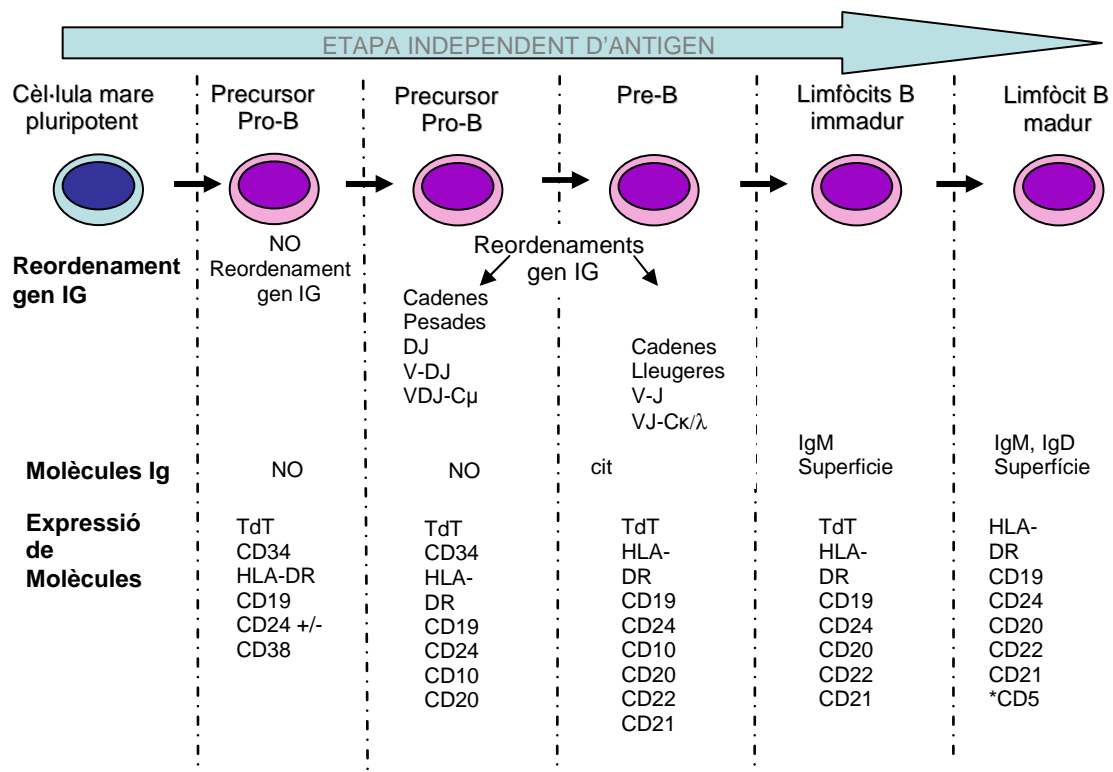 ETAPA INDEPENDENT D'ANTIGEN
Cèl·lula mare
pluripotent
Precursor
Pro-B
Precursor
Pro-B
Pre-B
Limfòcits B
immadur
Limfòcit B
madur
Reordenament
gen IG
NO
Reordenament
gen IG
Reordenaments
gen IG
Cadenes
Pesades
DJ
V-DJ
VDJ-Cµ
Cadenes
Lleugeres
V-J
VJ-Cκ/λ
Molècules Ig
NO
NO
cit
IgM
Superficie
IgM, IgD
Superfície
Expressió
de
Molècules
TdT
CD34
HLA-DR
CD19
CD24 +/-
CD38
TdT
CD34
HLA-
DR
CD19
CD24
CD10
CD20
TdT
HLA-
DR
CD19
CD24
CD10
CD20
CD22
CD21
TdT
HLA-
DR
CD19
CD24
CD20
CD22
CD21
HLA-
DR
CD19
CD24
CD20
CD22
CD21
*CD5